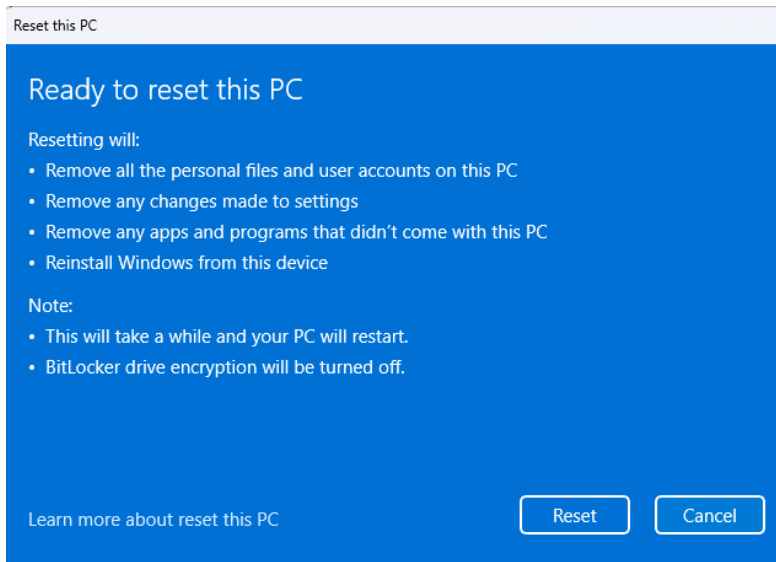 Reset this PC
Ready to reset this PC
Resetting will:
• Remove all the personal files and user accounts on this PC
• Remove any changes made to settings
• Remove any apps and programs that didn’t come with this PC
• Reinstall Windows from this device
Note:
• This will take a while and your PC will restart.
• BitLocker drive encryption will be turned off.
Learn more about reset this PC
Reset
Cancel